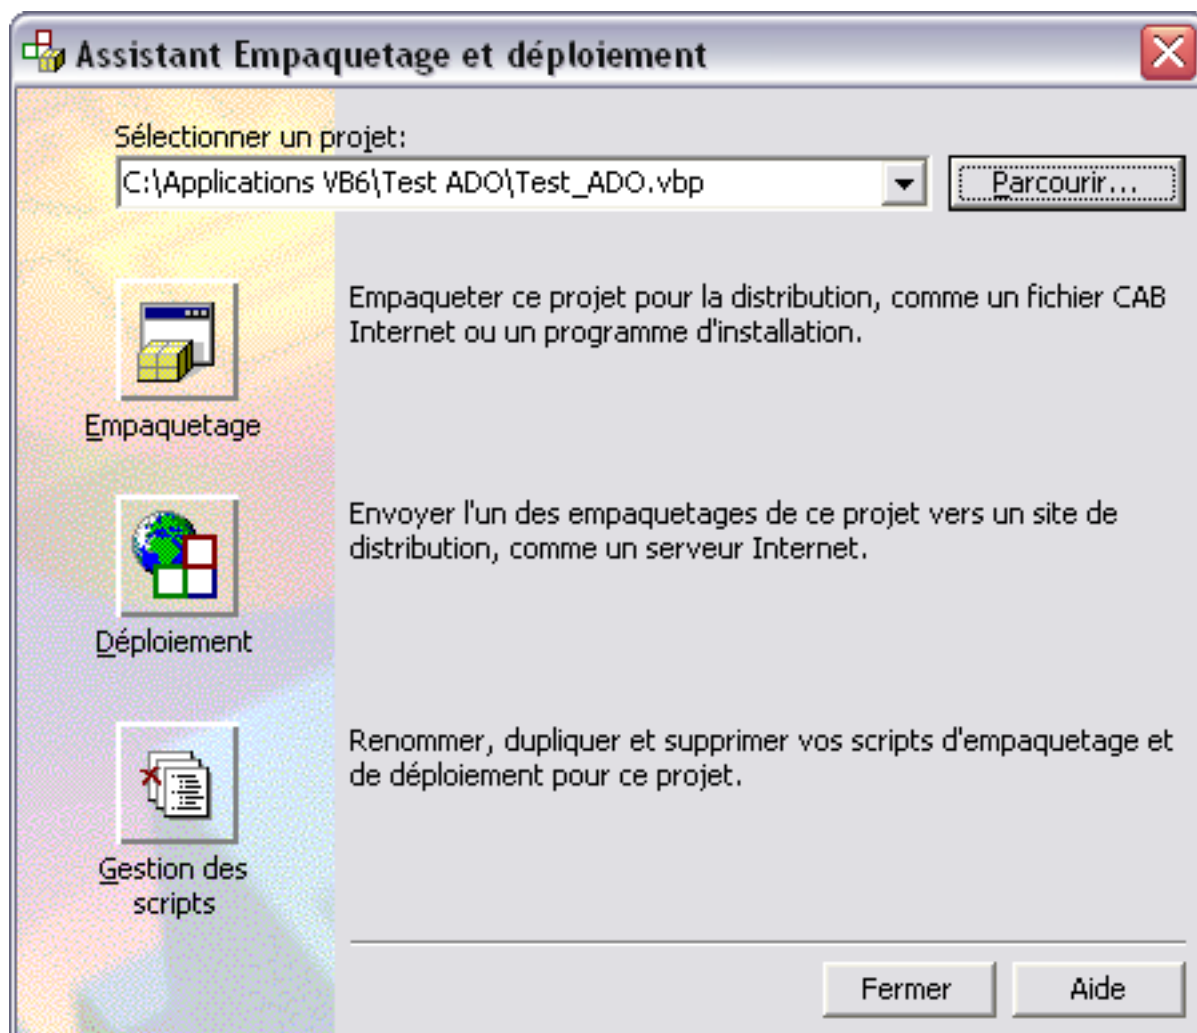 Assistant Empaquetage et déploiement
Sélectionner un projet:
C:\Applications VB6\Test ADO\Test_ADO.vbp
Parcourir...
Empaqueter ce projet pour la distribution, comme un fichier CAB
Internet ou un programme d'installation.
Empaquetage
Envoyer l'un des empaquetages de ce projet vers un site de
distribution, comme un serveur Internet.
Déploiement
Renommer, dupliquer et supprimer vos scripts d'empaquetage et
de déploiement pour ce projet.
Gestion des
scripts
Fermer
Aide